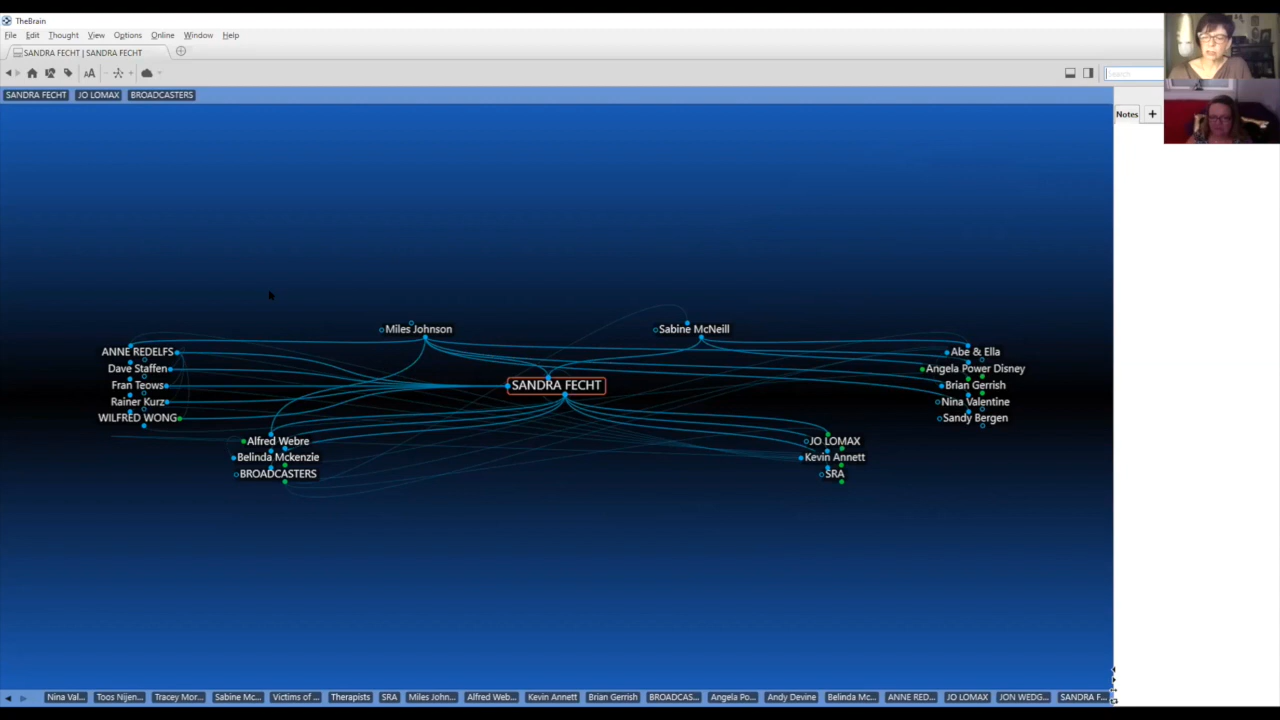 TheBrain
File Edit Thought View Options Online Window Help
SANDRA FECHT | SANDRA FECHT
AA
Search
SANDRA FECHT JO LOMAX BROADCASTERS
Notes +
Miles Johnson Sabine McNeill
ANNE REDELFS Abe & Ella
Dave Staffen Angela Power Disney
Fran Teows SANDRA FECHT Brian Gerrish
Rainer Kurz Nina Valentine
WILFRED WONG Sandy Bergen
Alfred Webre JO LOMAX
Belinda Mckenzie Kevin Annett
BROADCASTERS SRA
Nina Val... Toos Nijen... Tracey Mor... Sabine Mc... Victims of ... Therapists SRA Miles John... Alfred Web... Kevin Annett Brian Gerrish BROADCAS... Angela Po... Andy Devine Belinda Mc... ANNE RED... JO LOMAX JON WEDG... SANDRA F...